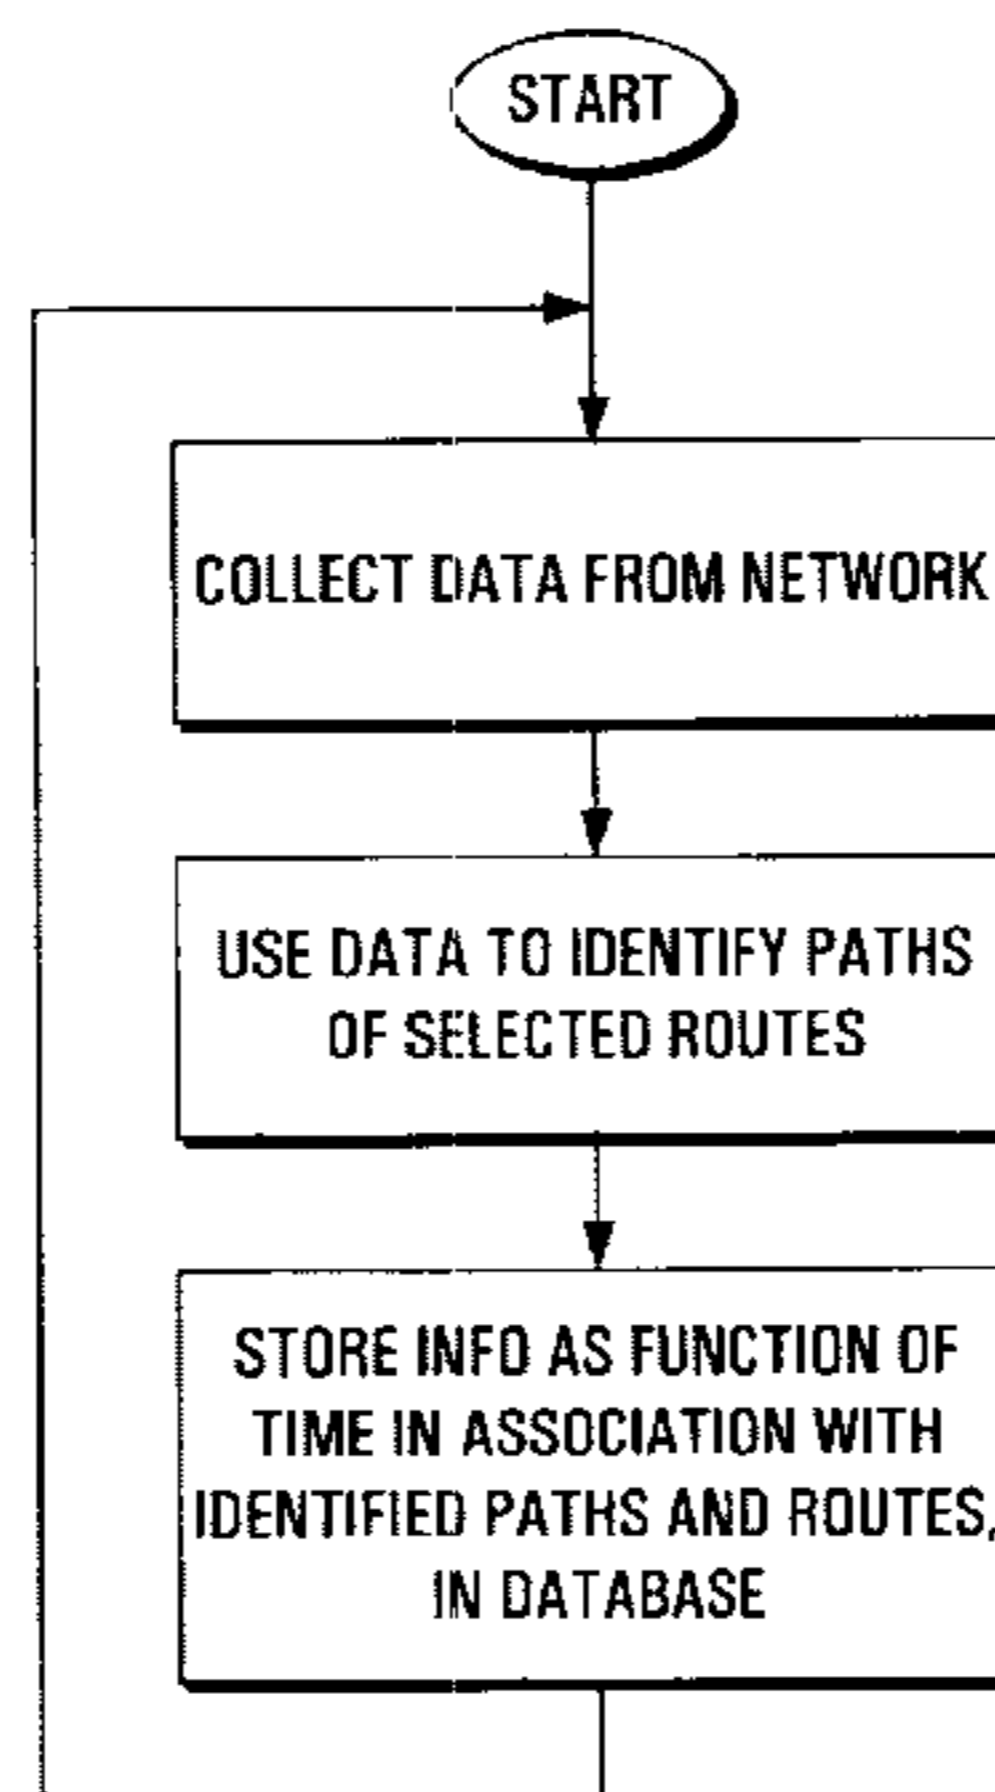 START
COLLECT DATA FROM NETWORK
USE DATA TO IDENTIFY PATHS
OF SELECTED ROUTES
STORE INFO AS FUNCTION OF
TIME IN ASSOCIATION WITH
IDENTIFIED PATHS AND ROUTES,
IN DATABASE